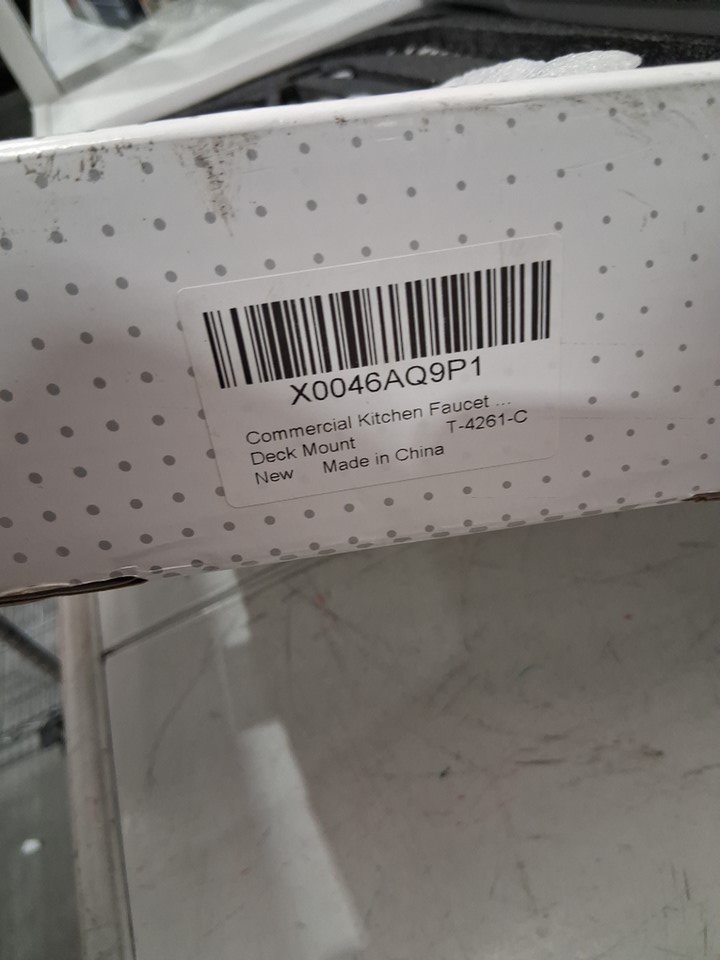 X0046AQ9P1
Commercial Kitchen Faucet ...
Deck Mount T-4261-C
New Made in China